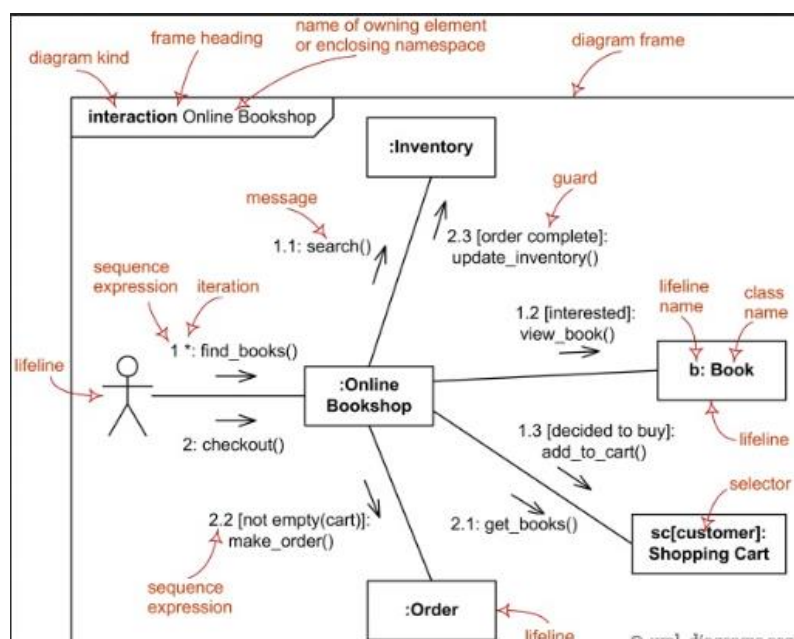 name of owning element
or enclosing namespace
frame heading
diagram kind
diagram frame
interaction Online Bookshop
:Inventory
message
guard
1.1: search()
2.3 [order complete]:
update_inventory()
sequence
expression
iteration
lifeline
name
class
name
1.2 [interested]:
view_book()
1 *: find_books()
lifeline
:Online
Bookshop
b: Book
2: checkout()
1.3 [decided to buy]:
add_to_cart()
lifeline
selector
2.2 [not empty(cart)]:
make_order()
2.1: get_books()
sc[customer]:
Shopping Cart
sequence
expression
:Order
lifeline